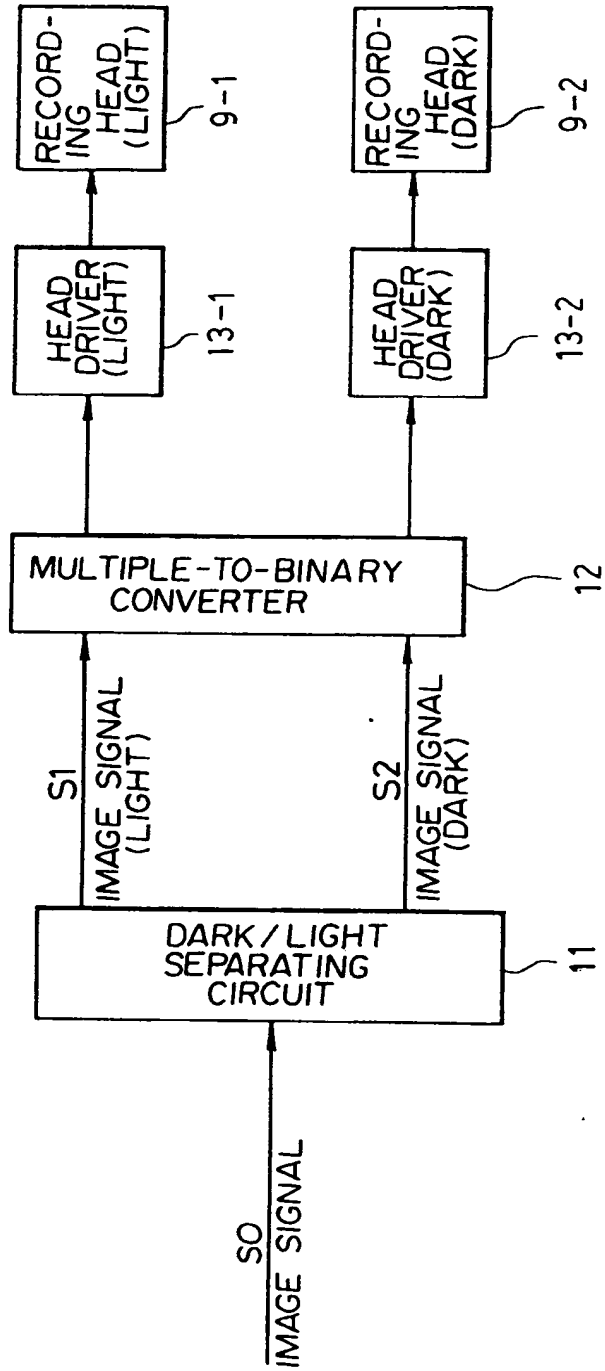 S0
IMAGE SIGNAL
DARK/LIGHT
SEPARATING
CIRCUIT
11
S1
IMAGE SIGNAL
(LIGHT)
S2
IMAGE SIGNAL
(DARK)
MULTIPLE-TO-BINARY
CONVERTER
12
HEAD
DRIVER
(LIGHT)
13-1
HEAD
DRIVER
(DARK)
13-2
RECORD-
ING
HEAD
(LIGHT)
9-1
RECORD-
ING
HEAD
(DARK)
9-2